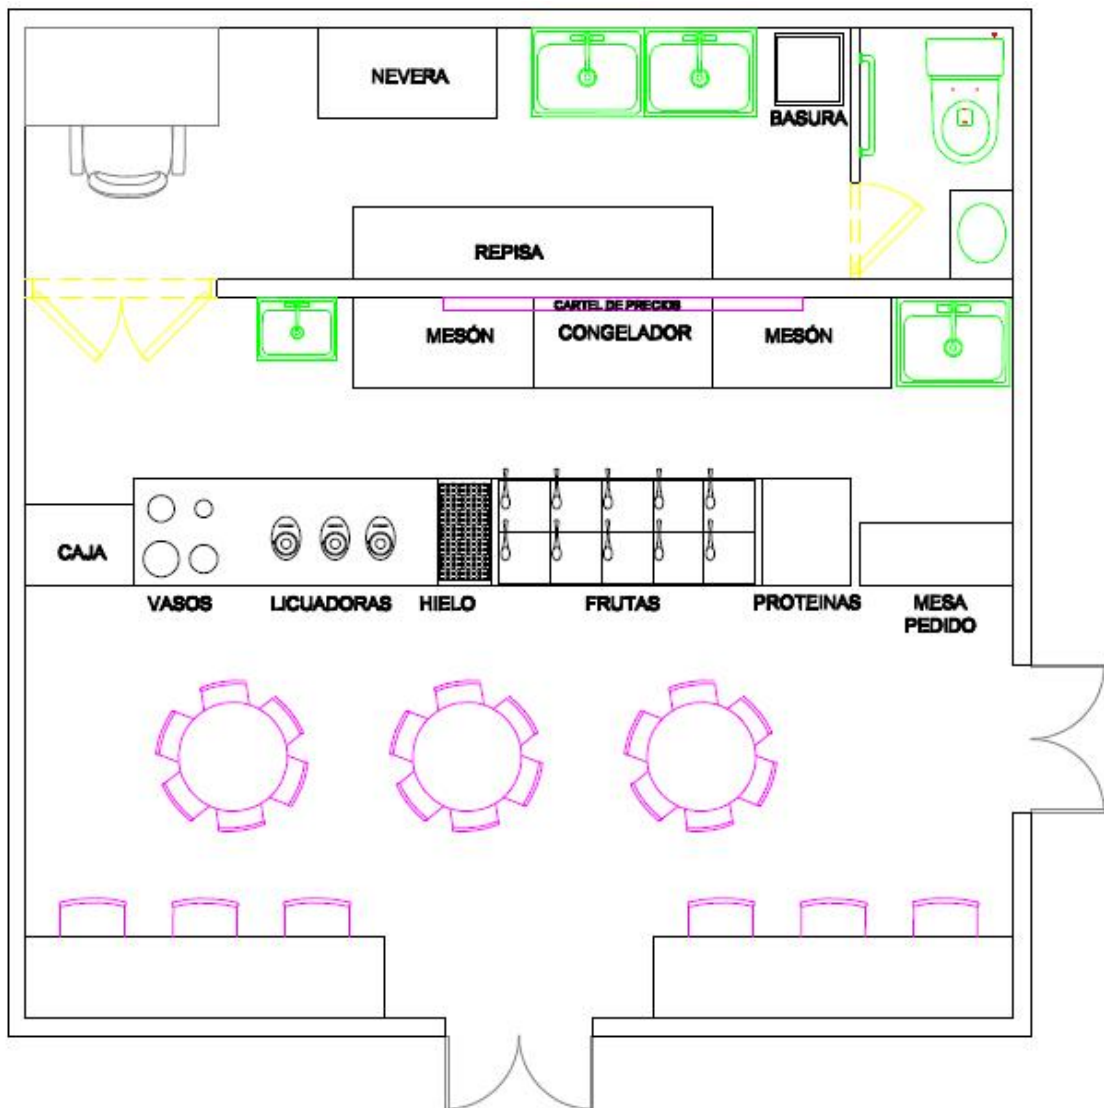 NEVERA
BASURA
REPISA
CARTEL DE PRECIOS
MESÓN
CONGELADOR
MESÓN
CAJA
VASOS
LICUADORAS
HIELO
FRUTAS
PROTEINAS
MESA
PEDIDO